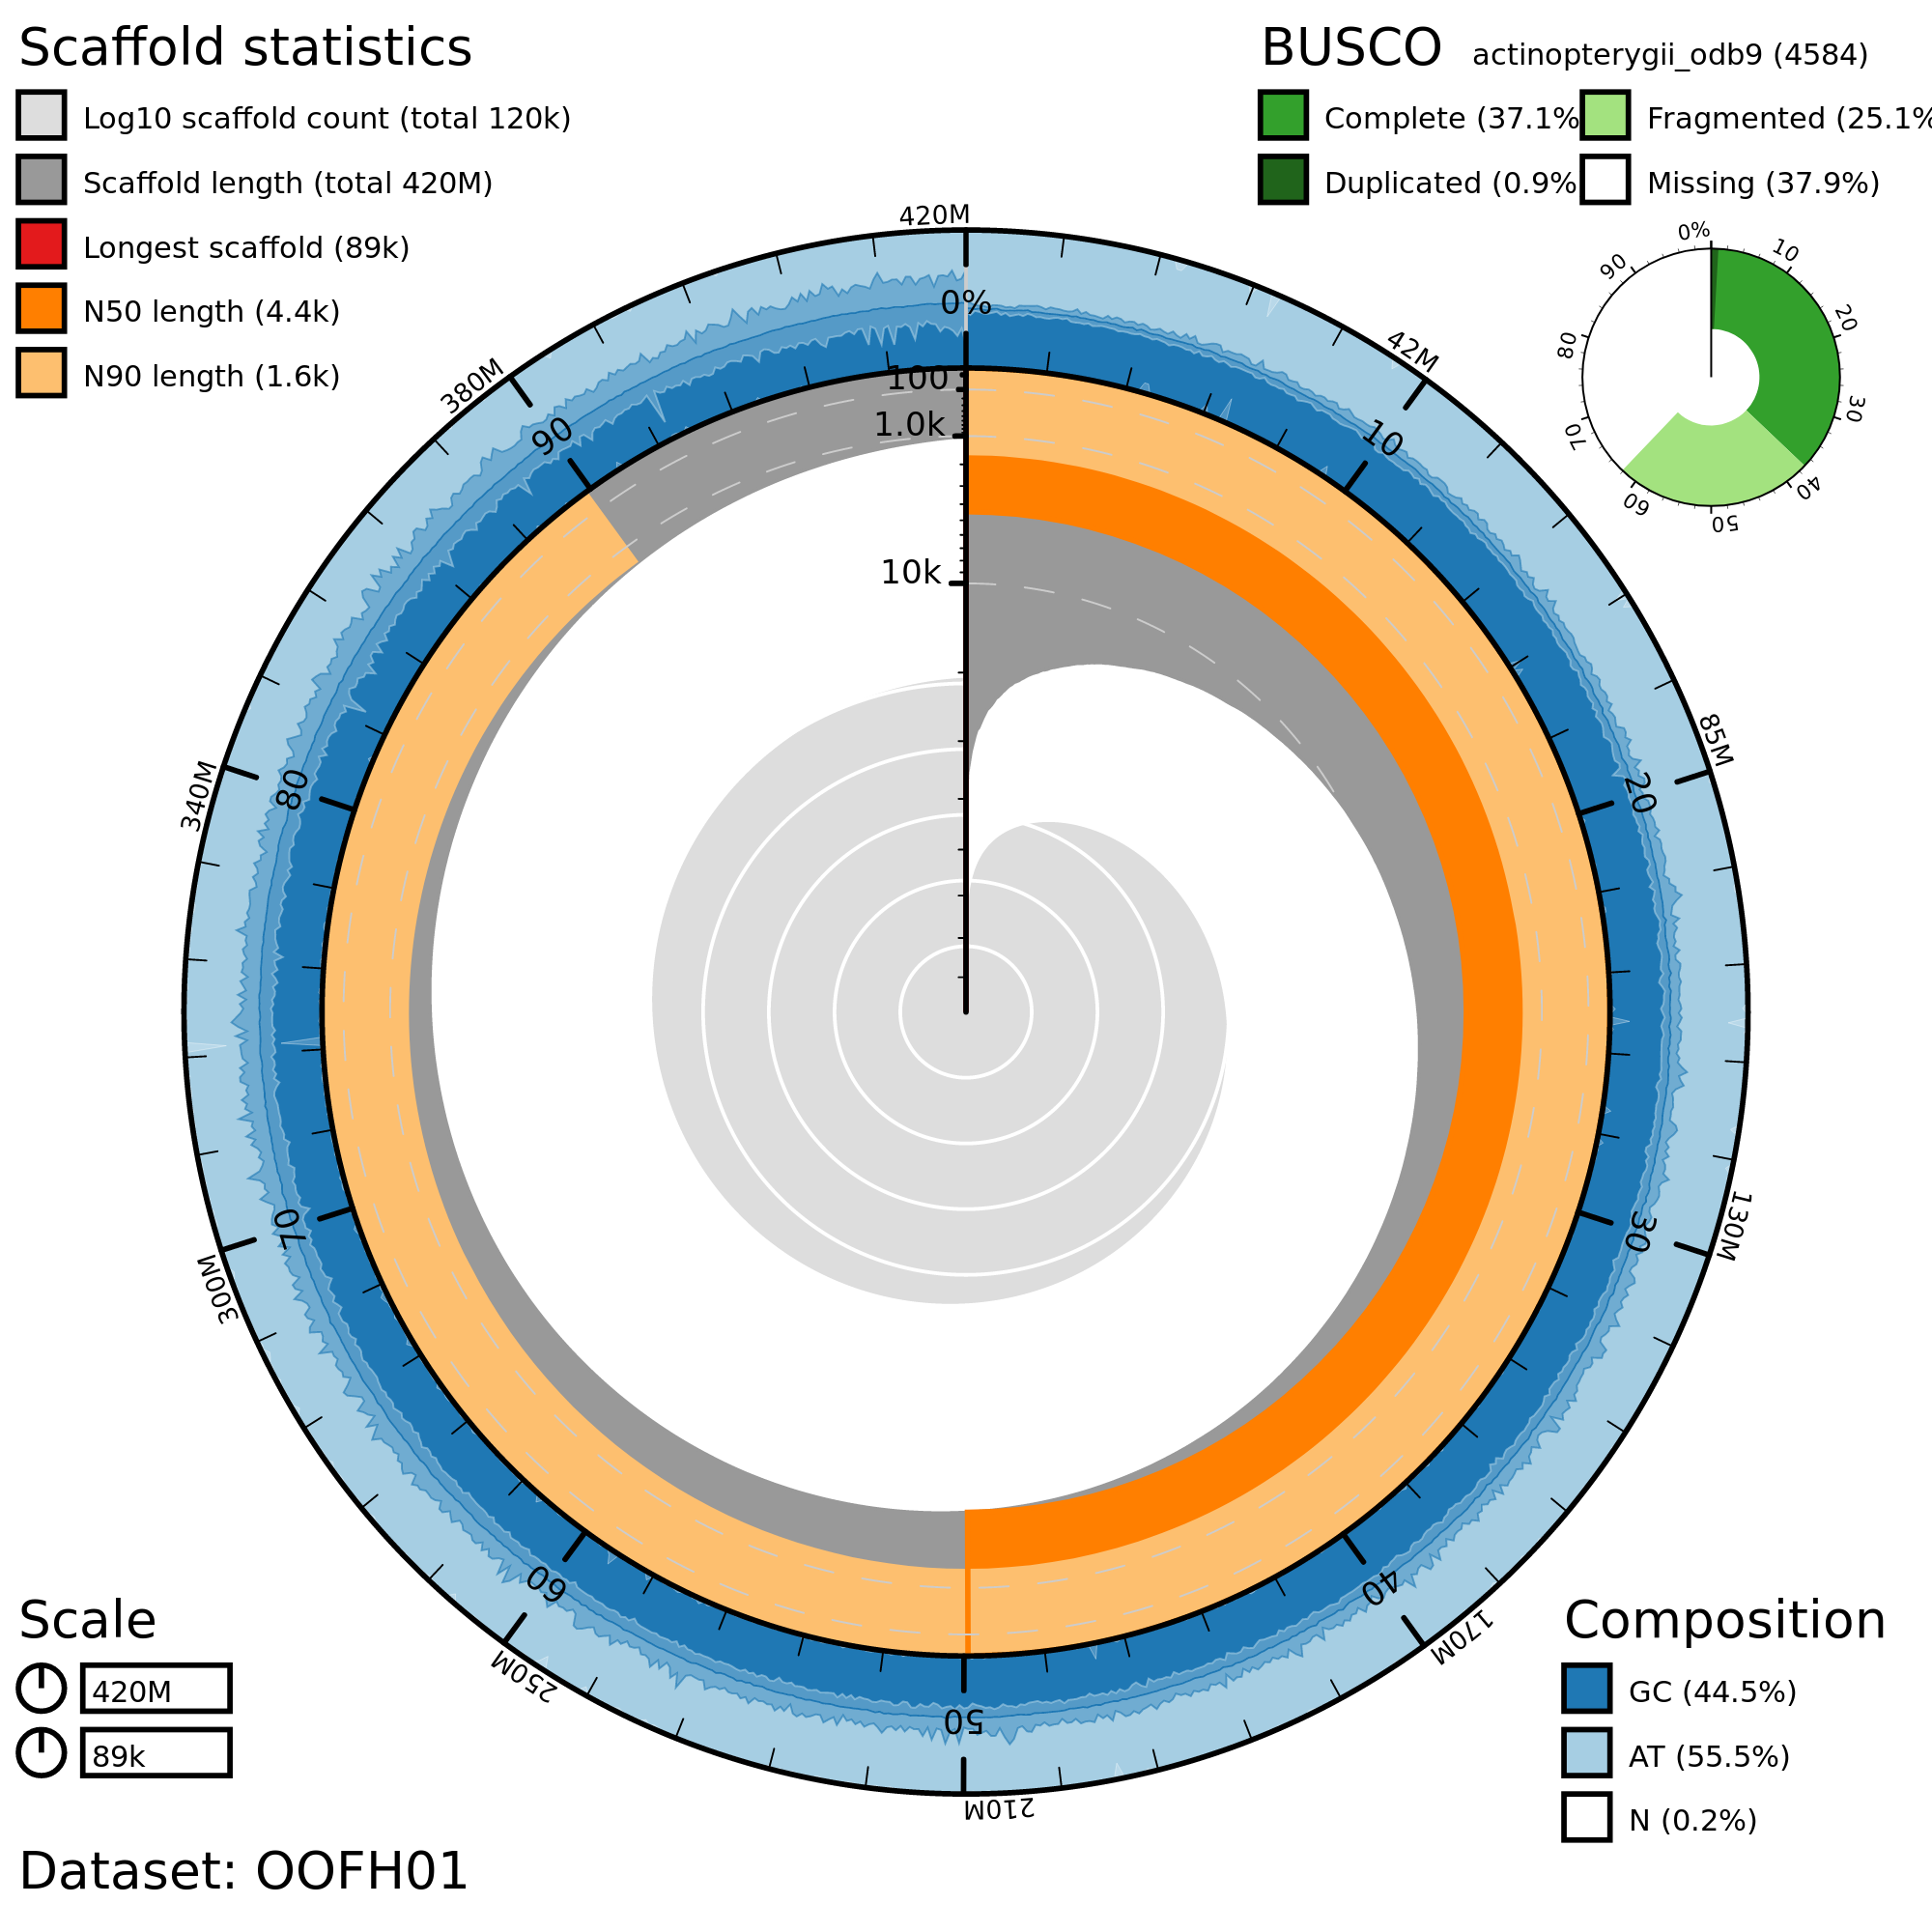 Scaffold statistics
Log10 scaffold count (total 120k)
Scaffold length (total 420M)
Longest scaffold (89k)
N50 length (4.4k)
N90 length (1.6k)
BUSCO actinopterygii_odb9 (4584)
Complete (37.1%
Fragmented (25.1%
Duplicated (0.9%
Missing (37.9%)
0%
10
20
30
40
50
60
70
80
90
420M
42M
85M
130M
170M
210M
250M
300M
340M
380M
0%
10
20
30
40
50
60
70
80
90
100
1.0k
10k
Scale
420M
89k
Composition
GC (44.5%)
AT (55.5%)
N (0.2%)
Dataset: OOFH01